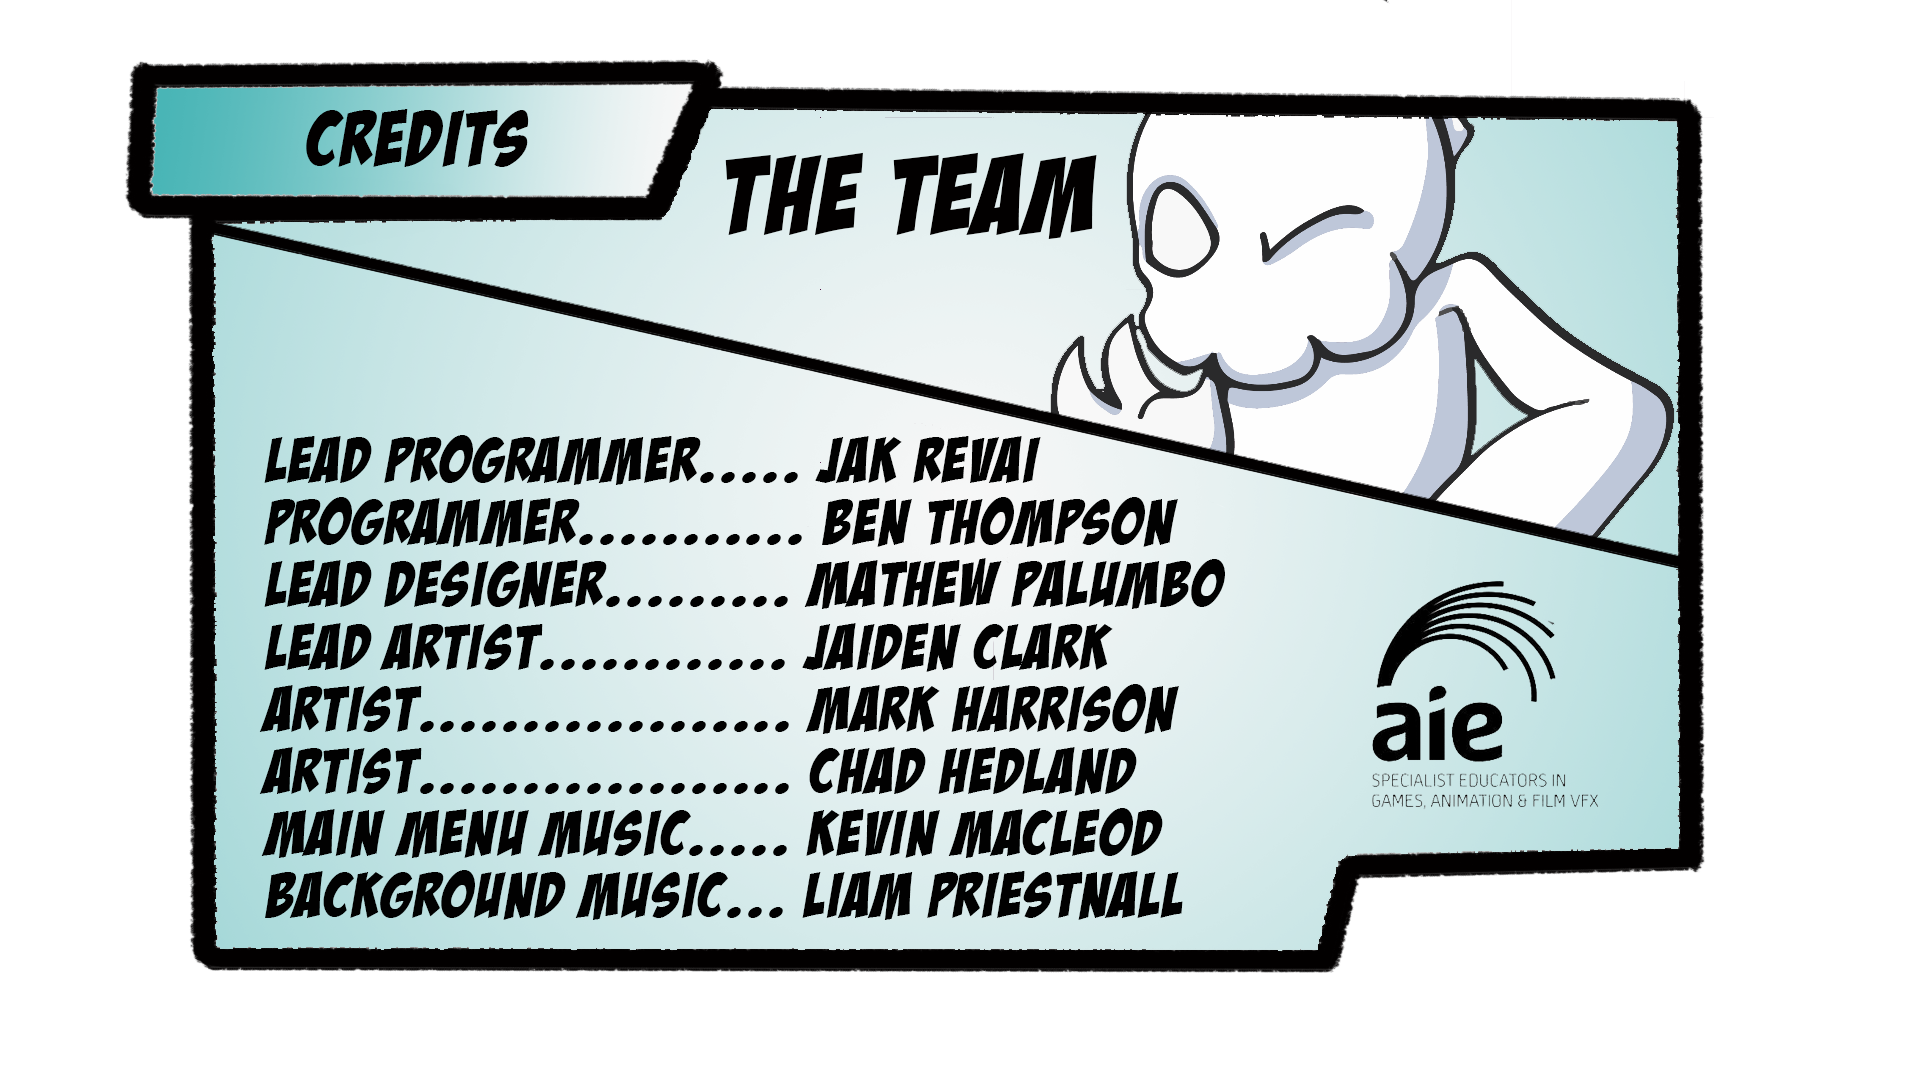 CREDITS
THE TEAM
LEAD PROGRAMMER..... JAK REVAI
PROGRAMMER........... BEN THOMPSON
LEAD DESIGNER......... MATHEW PALUMBO
LEAD ARTIST............ JAIDEN CLARK
ARTIST.................. MARK HARRISON
ARTIST.................. CHAD HEDLAND
MAIN MENU MUSIC..... KEVIN MACLEOD
BACKGROUND MUSIC... LIAM PRIESTNALL
aie
SPECIALIST EDUCATORS IN
GAMES, ANIMATION & FILM VFX